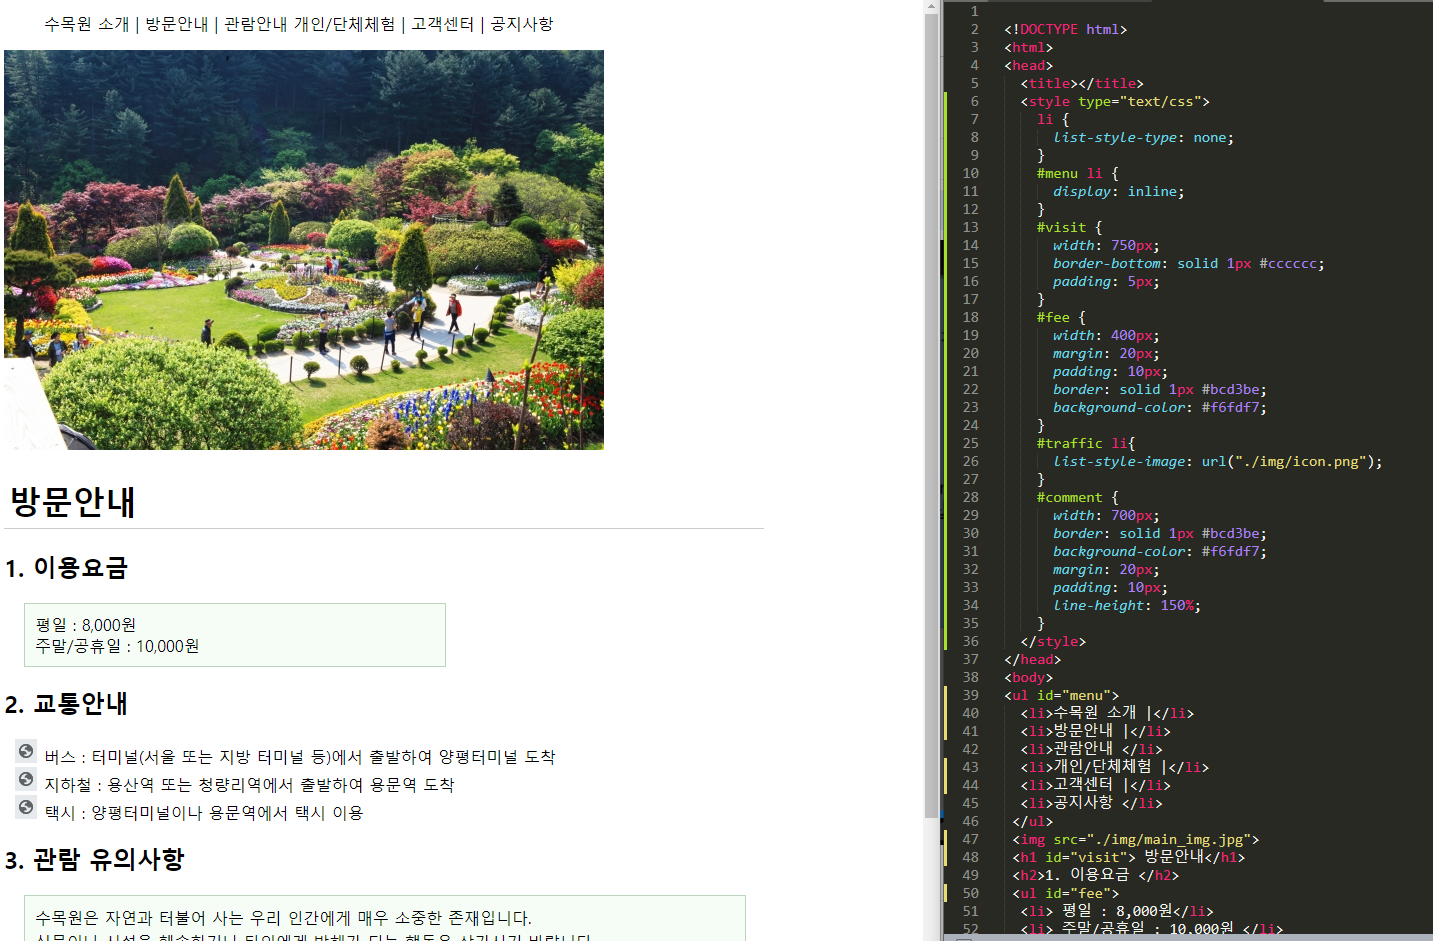 수목원 소개 | 방문안내 | 관람안내 개인/단체체험 | 고객센터 | 공지사항
방문안내
1. 이용요금
평일 : 8,000원
주말/공휴일 : 10,000원
2. 교통안내
버스 : 터미널(서울 또는 지방 터미널 등)에서 출발하여 양평터미널 도착
지하철 : 용산역 또는 청량리역에서 출발하여 용문역 도착
택시 : 양평터미널이나 용문역에서 택시 이용
3. 관람 유의사항
수목원은 자연과 더불어 사는 우리 인간에게 매우 소중한 존재입니다.
1
2 <!DOCTYPE html>
3 <html>
4 <head>
5 <title></title>
6 <style type="text/css">
7 li {
8 list-style-type: none;
9 }
10 #menu li {
11 display: inline;
12 }
13 #visit {
14 width: 750px;
15 border-bottom: solid 1px #cccccc;
16 padding: 5px;
17 }
18 #fee {
19 width: 400px;
20 margin: 20px;
21 padding: 10px;
22 border: solid 1px #bcd3be;
23 background-color: #f6fdf7;
24 }
25 #traffic li{
26 list-style-image: url("./img/icon.png");
27 }
28 #comment {
29 width: 700px;
30 border: solid 1px #bcd3be;
31 background-color: #f6fdf7;
32 margin: 20px;
33 padding: 10px;
34 line-height: 150%;
35 }
36 </style>
37 </head>
38 <body>
39 <ul id="menu">
40 <li>수목원 소개 |</li>
41 <li>방문안내 |</li>
42 <li>관람안내 </li>
43 <li>개인/단체체험 |</li>
44 <li>고객센터 |</li>
45 <li>공지사항 </li>
46 </ul>
47 <img src="./img/main_img.jpg">
48 <h1 id="visit"> 방문안내</h1>
49 <h2>1. 이용요금 </h2>
50 <ul id="fee">
51 <li> 평일 : 8,000원</li>
52 <li> 주말/공휴일 : 10,000원 </li>